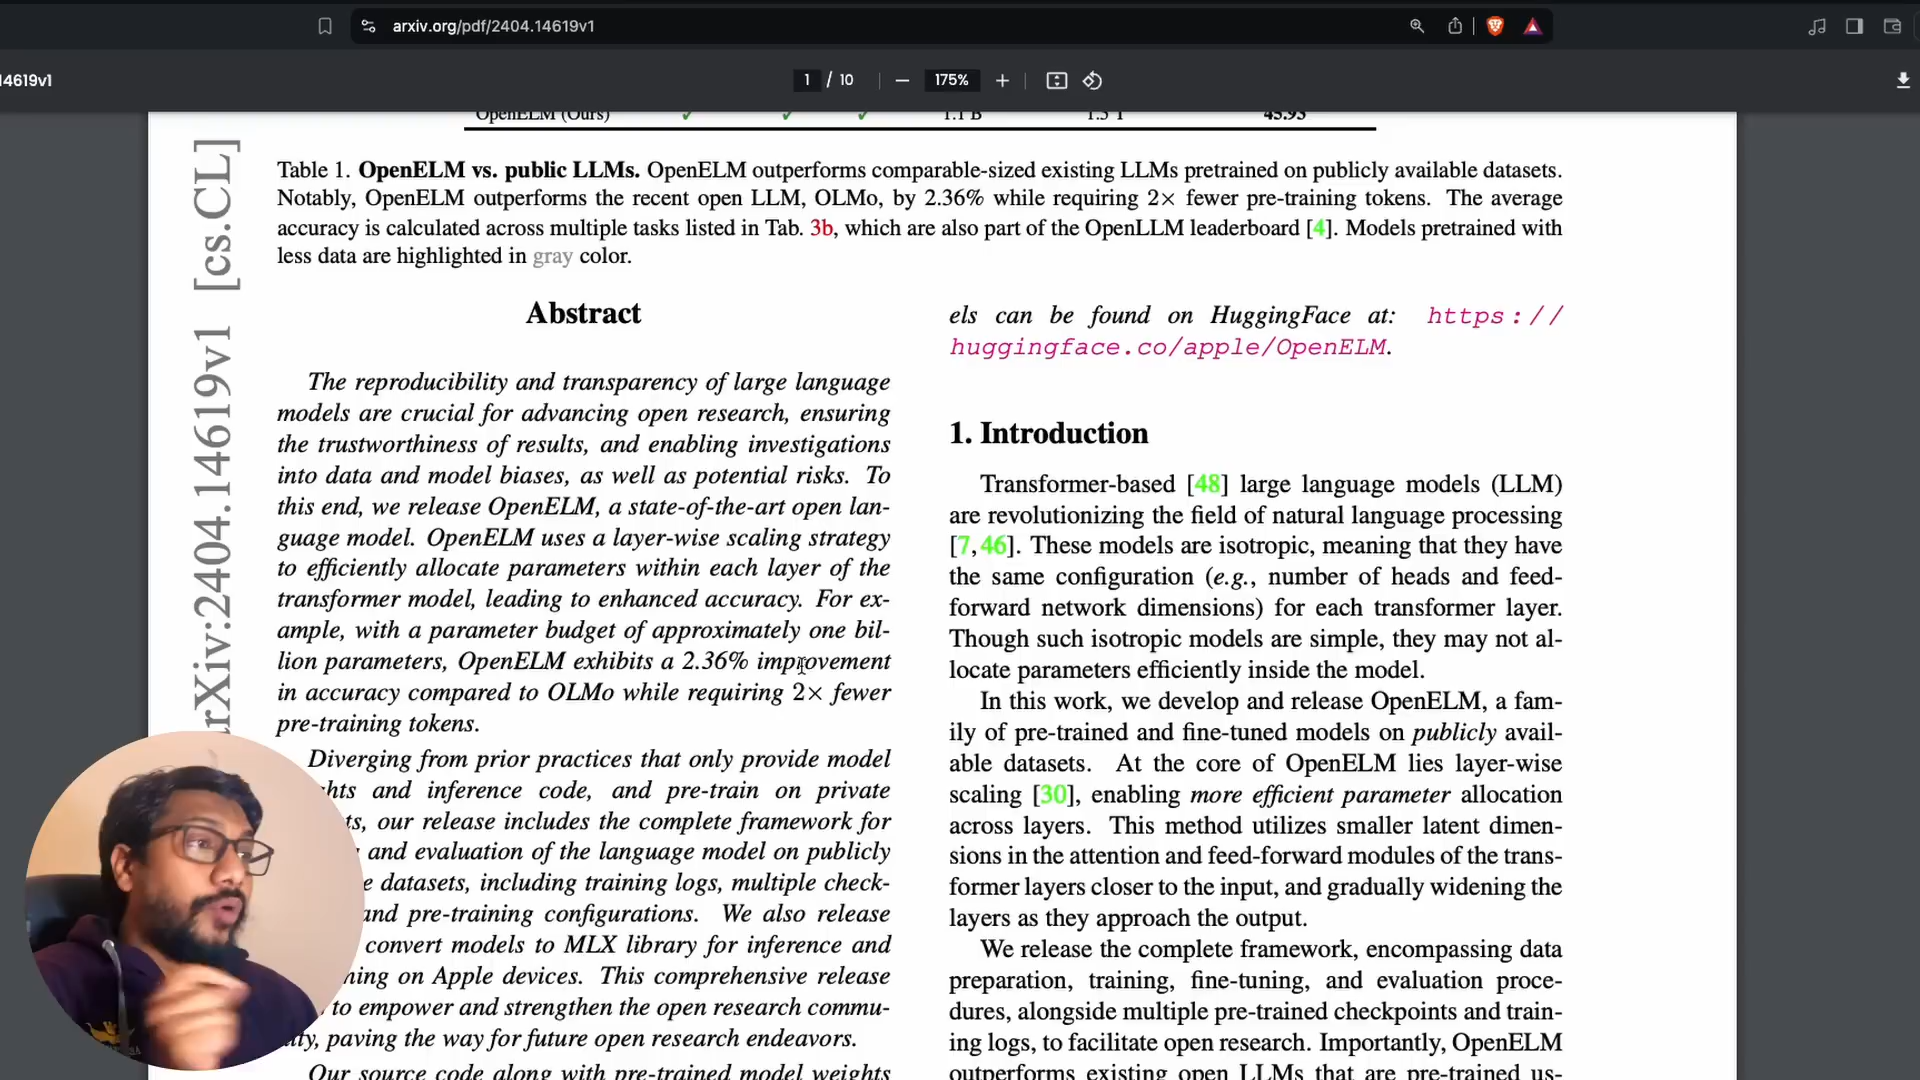 arxiv.org/pdf/2404.14619v1
14619v1
1 / 10
175%
OpenELM (Ours) ✓ ✓ ✓ 1.1 B 1.5 T 45.93
Table 1. OpenELM vs. public LLMs. OpenELM outperforms comparable-sized existing LLMs pretrained on publicly available datasets.
Notably, OpenELM outperforms the recent open LLM, OLMo, by 2.36% while requiring 2× fewer pre-training tokens. The average
accuracy is calculated across multiple tasks listed in Tab. 3b, which are also part of the OpenLLM leaderboard [4]. Models pretrained with
less data are highlighted in gray color.
arXiv:2404.14619v1 [cs.CL]
Abstract
The reproducibility and transparency of large language
models are crucial for advancing open research, ensuring
the trustworthiness of results, and enabling investigations
into data and model biases, as well as potential risks. To
this end, we release OpenELM, a state-of-the-art open lan-
guage model. OpenELM uses a layer-wise scaling strategy
to efficiently allocate parameters within each layer of the
transformer model, leading to enhanced accuracy. For ex-
ample, with a parameter budget of approximately one bil-
lion parameters, OpenELM exhibits a 2.36% improvement
in accuracy compared to OLMo while requiring 2× fewer
pre-training tokens.
Diverging from prior practices that only provide model
hts and inference code, and pre-train on private
ts, our release includes the complete framework for
and evaluation of the language model on publicly
e datasets, including training logs, multiple check-
and pre-training configurations. We also release
convert models to MLX library for inference and
ning on Apple devices. This comprehensive release
to empower and strengthen the open research commu-
ity, paving the way for future open research endeavors.
Our source code along with pre-trained model weights
els can be found on HuggingFace at: https://
huggingface.co/apple/OpenELM.
1. Introduction
Transformer-based [48] large language models (LLM)
are revolutionizing the field of natural language processing
[7, 46]. These models are isotropic, meaning that they have
the same configuration (e.g., number of heads and feed-
forward network dimensions) for each transformer layer.
Though such isotropic models are simple, they may not al-
locate parameters efficiently inside the model.
In this work, we develop and release OpenELM, a fam-
ily of pre-trained and fine-tuned models on publicly avail-
able datasets. At the core of OpenELM lies layer-wise
scaling [30], enabling more efficient parameter allocation
across layers. This method utilizes smaller latent dimen-
sions in the attention and feed-forward modules of the trans-
former layers closer to the input, and gradually widening the
layers as they approach the output.
We release the complete framework, encompassing data
preparation, training, fine-tuning, and evaluation proce-
dures, alongside multiple pre-trained checkpoints and train-
ing logs, to facilitate open research. Importantly, OpenELM
outperforms existing open LLMs that are pre-trained us-